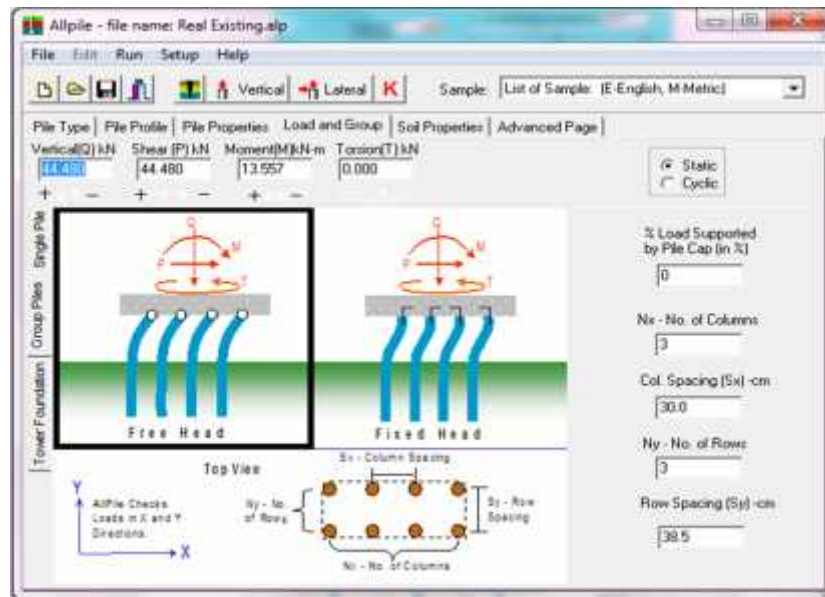 Allpile - file name: Real Existing.alp
File Edit Run Setup Help
Vertical Lateral K Sample: List of Sample: (E-English, M-Metric)
Pile Type Pile Profile Pile Properties Load and Group Soil Properties Advanced Page
Vertical(Q) kN Shear (P) kN Moment(M)kN-m Torsion(T) kN
44.480 44.480 13.557 0.000
+ - + - + -
Static
Cyclic
Single Pile
Group Piles
Tower Foundation
Q
M
P
T
Free Head
Q
M
P
T
Fixed Head
% Load Supported
by Pile Cap (in %)
0
Nx - No. of Columns
3
Col. Spacing (Sx) -cm
30.0
Ny - No. of Rows
3
Row Spacing (Sy) -cm
38.5
Top View
Sx - Column Spacing
Y
AllPile Checks
Loads in X and Y
Directions.
X
Ny - No.
of Rows
Sy - Row
Spacing
Nx - No. of Columns